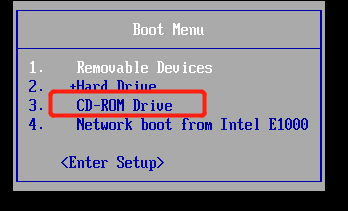 Boot Menu
1. Removable Devices
2. +Hard Drive
3. CD-ROM Drive
4. Network boot from Intel E1000
<Enter Setup>